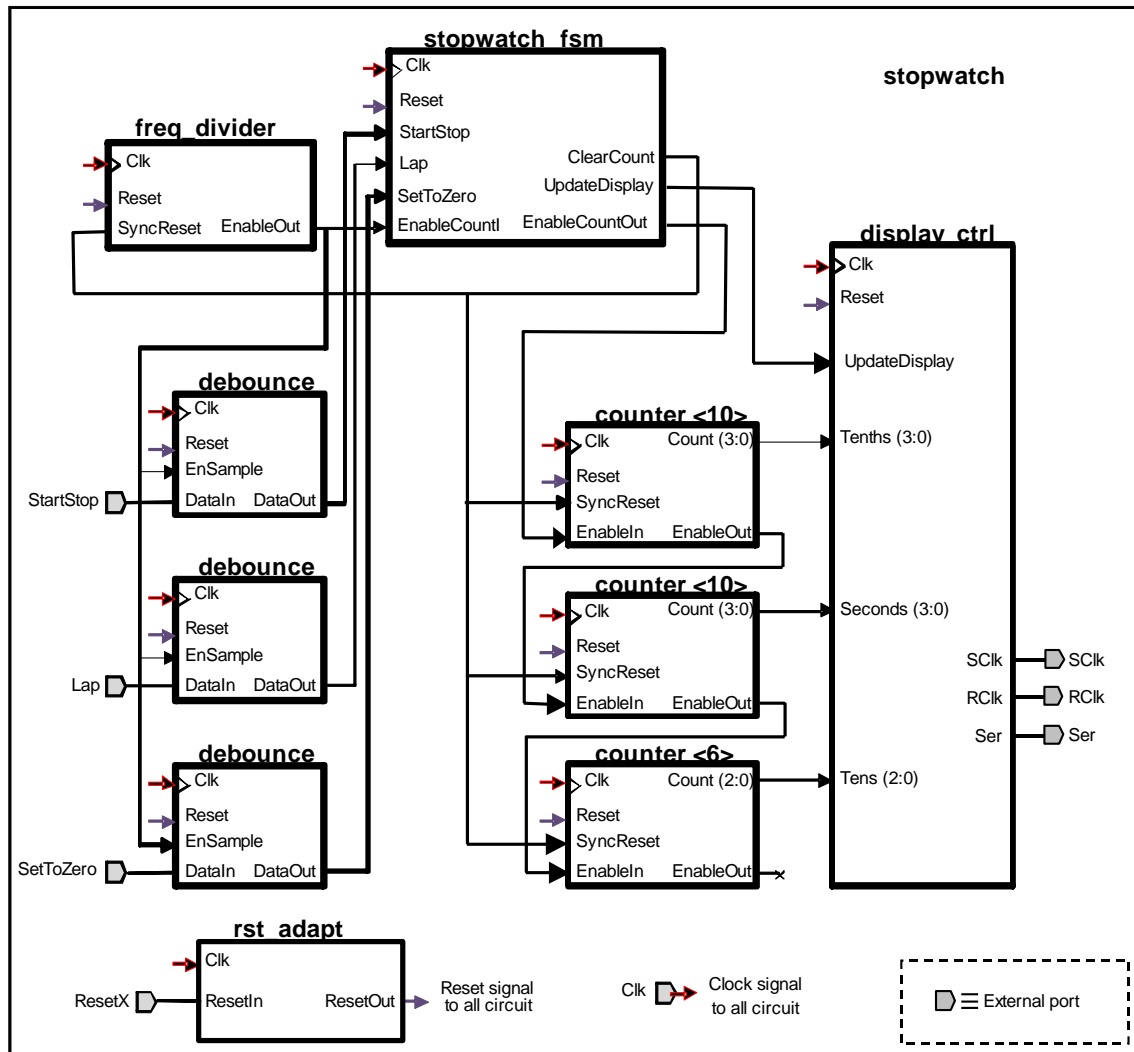 stopwatch_fsm
Clk
Reset
StartStop
Lap
SetToZero
EnableCountI
ClearCount
UpdateDisplay
EnableCountOut
stopwatch
freq_divider
Clk
Reset
SyncReset EnableOut
display_ctrl
Clk
Reset
UpdateDisplay
Tenths (3:0)
Seconds (3:0)
Tens (2:0)
SClk
RClk
Ser
SClk
RClk
Ser
debounce
Clk
Reset
EnSample
DataIn DataOut
StartStop
debounce
Clk
Reset
EnSample
DataIn DataOut
Lap
debounce
Clk
Reset
EnSample
DataIn DataOut
SetToZero
counter <10>
Clk Count (3:0)
Reset
SyncReset
EnableIn EnableOut
counter <10>
Clk Count (3:0)
Reset
SyncReset
EnableIn EnableOut
counter <6>
Clk Count (2:0)
Reset
SyncReset
EnableIn EnableOut
rst_adapt
Clk
ResetIn ResetOut
ResetX
Reset signal
to all circuit
Clk
Clock signal
to all circuit
External port